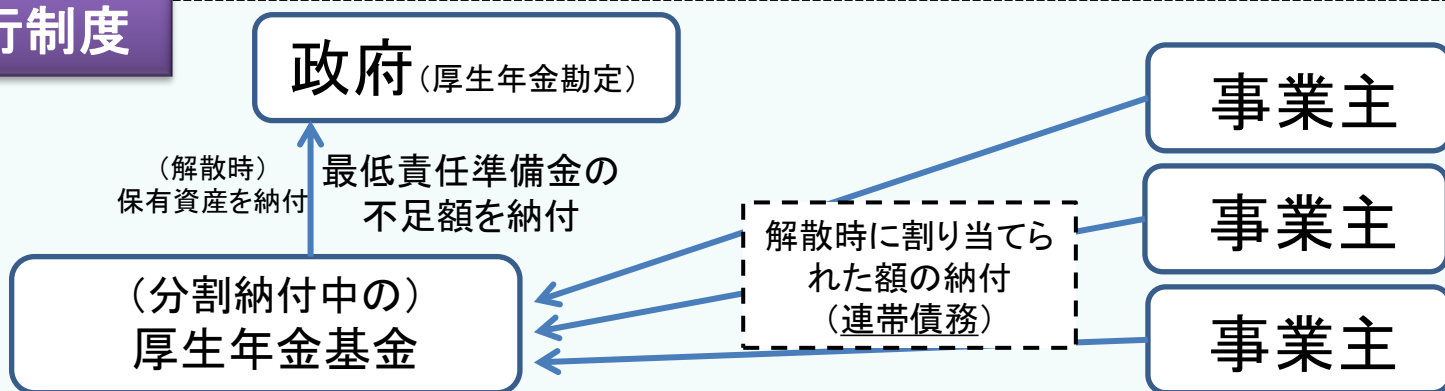 行制度
政府(厚生年金勘定)
事業主
(解散時)
保有資産を納付
最低責任準備金の
不足額を納付
事業主
解散時に割り当てら
れた額の納付
(連帯債務)
(分割納付中の)
厚生年金基金
事業主